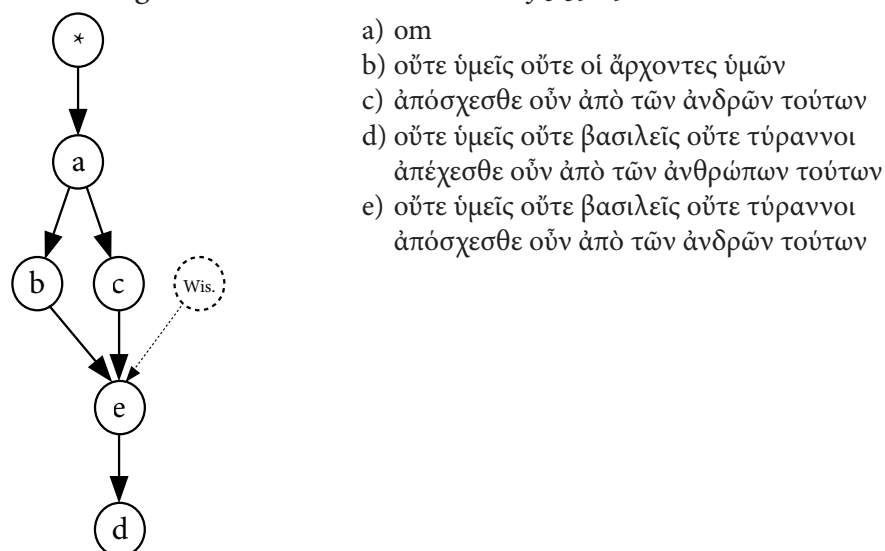 *
a
b
c
Wis.
e
d
a) om
b) οὔτε ὑμεῖς οὔτε οἱ ἄρχοντες ὑμῶν
c) ἀπόσχεσθε οὖν ἀπὸ τῶν ἀνδρῶν τούτων
d) οὔτε ὑμεῖς οὔτε βασιλεῖς οὔτε τύραννοι
ἀπέχεσθε οὖν ἀπὸ τῶν ἀνθρώπων τούτων
e) οὔτε ὑμεῖς οὔτε βασιλεῖς οὔτε τύραννοι
ἀπόσχεσθε οὖν ἀπὸ τῶν ἀνδρῶν τούτων